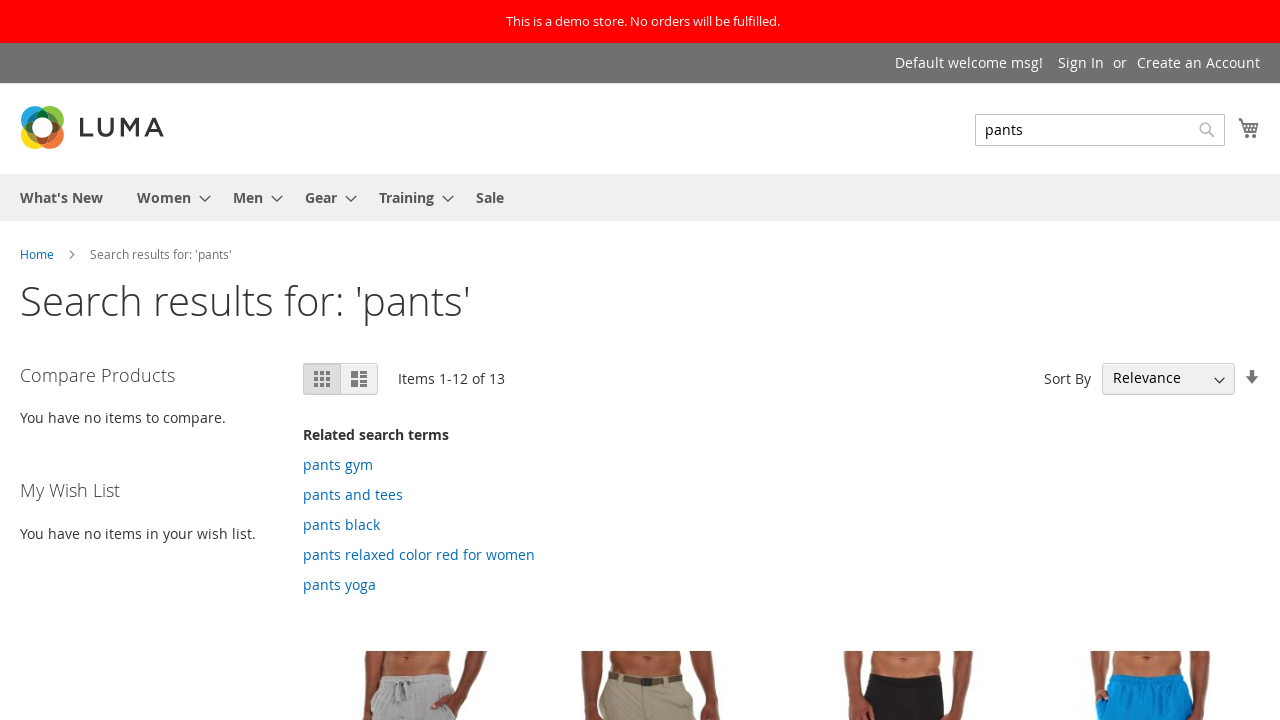 This is a demo store. No orders will be fulfilled.
Default welcome msg! Sign In or Create an Account
LUMA
pants
What's New Women Men Gear Training Sale
Home Search results for: 'pants'
Search results for: 'pants'
Compare Products
You have no items to compare.
My Wish List
You have no items in your wish list.
Items 1-12 of 13
Sort By Relevance
Related search terms
pants gym
pants and tees
pants black
pants relaxed color red for women
pants yoga